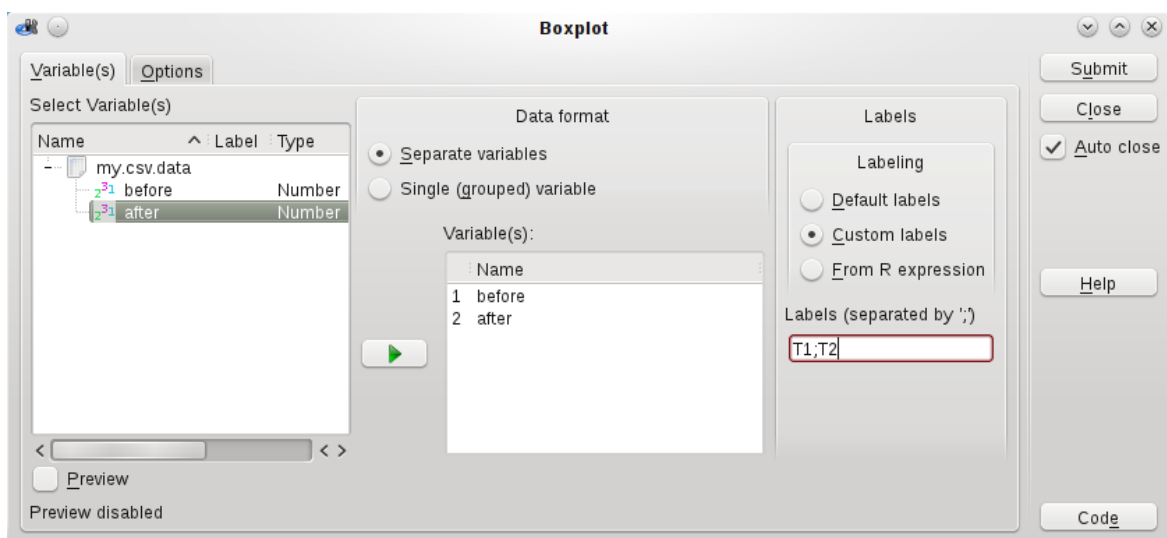 Boxplot
Variable(s) Options
Select Variable(s)
Name Label Type
my.csv.data
before Number
after Number
Preview
Preview disabled
Data format
Separate variables
Single (grouped) variable
Variable(s):
Name
1 before
2 after
Labels
Labeling
Default labels
Custom labels
From R expression
Labels (separated by ';')
T1;T2
Submit
Close
Auto close
Help
Code